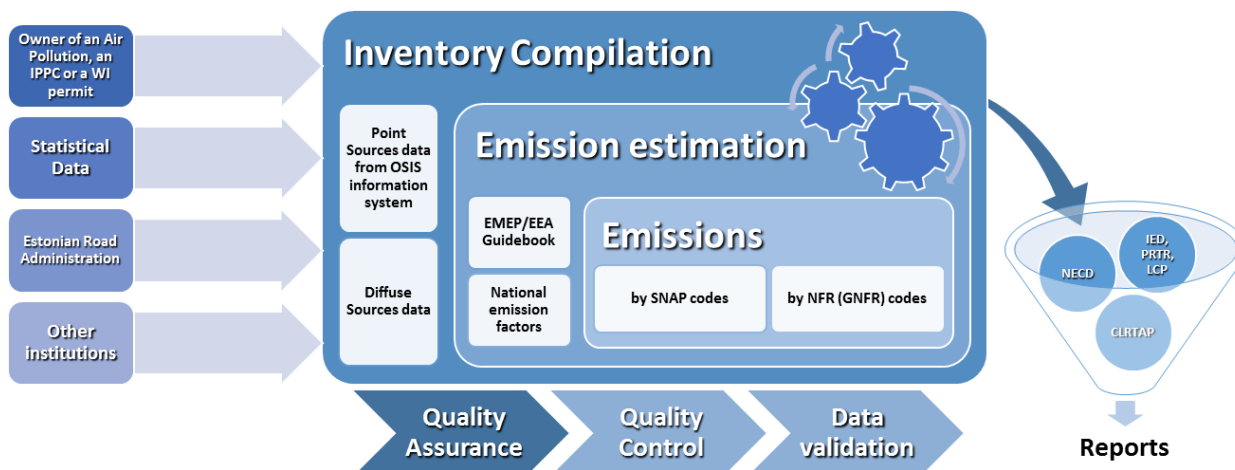 Owner of an Air
Pollution, an
IPPC or a WI
permit
Statistical
Data
Estonian Road
Administration
Other
institutions
Inventory Compilation
Point
Sources data
from OSIS
information
system
Diffuse
Sources data
Emission estimation
EMEP/EEA
Guidebook
National
emission
factors
Emissions
by SNAP codes
by NFR (GNFR) codes
Quality
Assurance
Quality
Control
Data
validation
NECD
IED,
PRTR,
LCP
CLRTAP
Reports